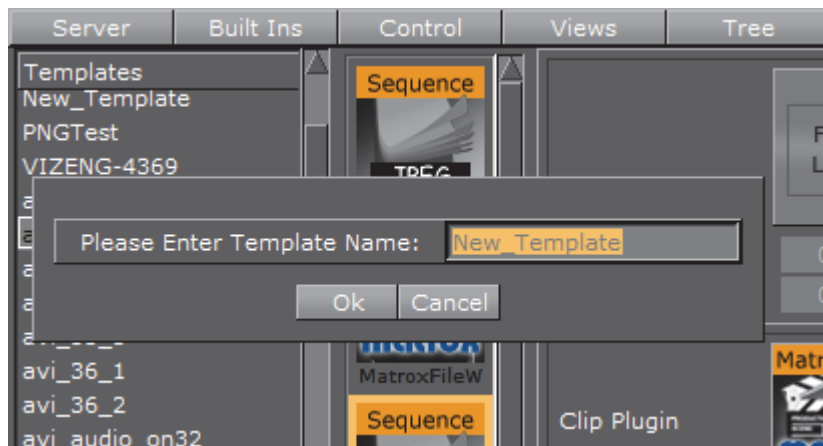 Server Built Ins Control Views Tree
Templates
New_Template
PNGTest
VIZENG-4369
Sequence
Please Enter Template Name: New_Template
Ok Cancel
avi_36_1
avi_36_2
avi_audio_on32
MatroxFileW
Sequence
Clip Plugin